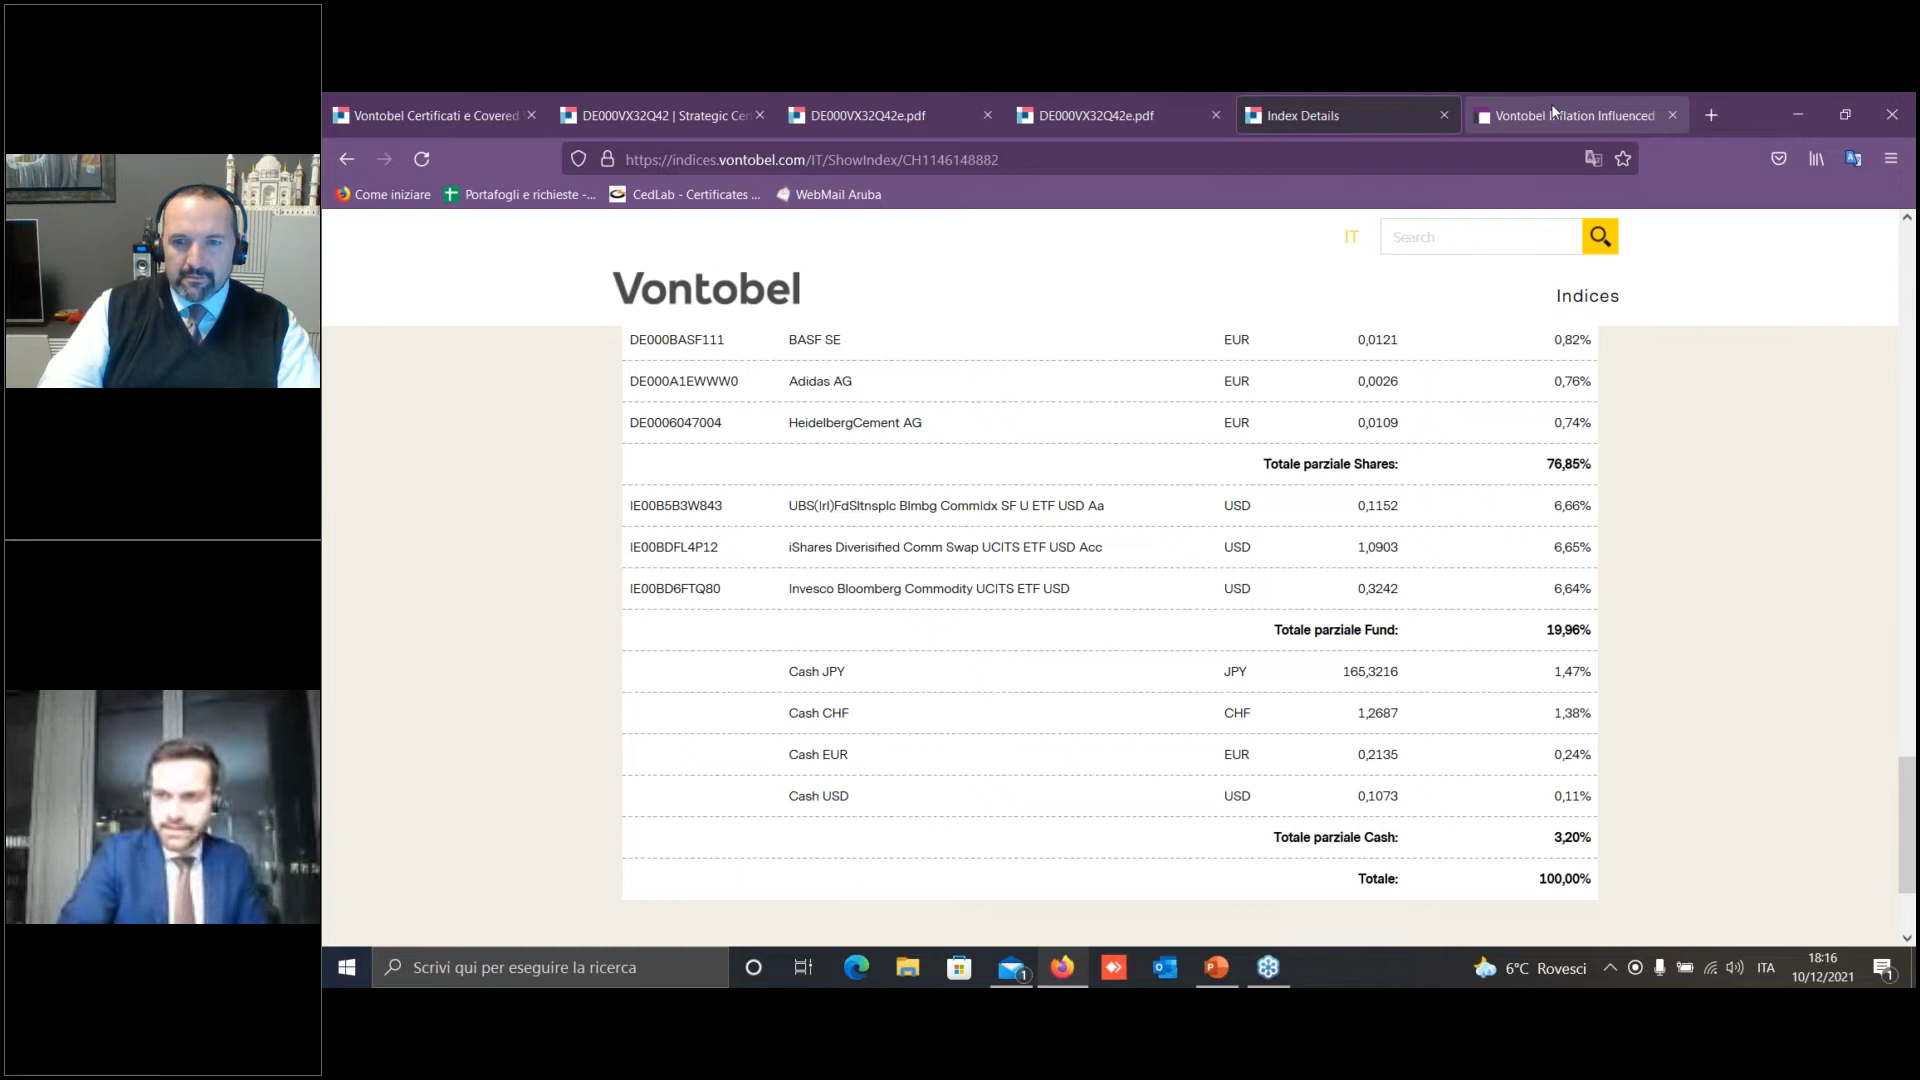 Vontobel Certificati e Covered
DE000VX32Q42 | Strategic Cer
DE000VX32Q42e.pdf
DE000VX32Q42e.pdf
Index Details
Vontobel Inflation Influenced
https://indices.vontobel.com/IT/ShowIndex/CH1146148882
Come iniziare
Portafogli e richieste -...
CedLab - Certificates ...
WebMail Aruba
IT
Search
Vontobel
Indices
DE000BASF111 BASF SE EUR 0,0121 0,82%
DE000A1EWWW0 Adidas AG EUR 0,0026 0,76%
DE0006047004 HeidelbergCement AG EUR 0,0109 0,74%
Totale parziale Shares: 76,85%
IE00B5B3W843 UBS(Irl)FdSltnsplc Blmbg CommIdx SF U ETF USD Aa USD 0,1152 6,66%
IE00BDFL4P12 iShares Diverisified Comm Swap UCITS ETF USD Acc USD 1,0903 6,65%
IE00BD6FTQ80 Invesco Bloomberg Commodity UCITS ETF USD USD 0,3242 6,64%
Totale parziale Fund: 19,96%
Cash JPY JPY 165,3216 1,47%
Cash CHF CHF 1,2687 1,38%
Cash EUR EUR 0,2135 0,24%
Cash USD USD 0,1073 0,11%
Totale parziale Cash: 3,20%
Totale: 100,00%
Scrivi qui per eseguire la ricerca
1
6°C Rovesci
ITA
18:16
10/12/2021
1